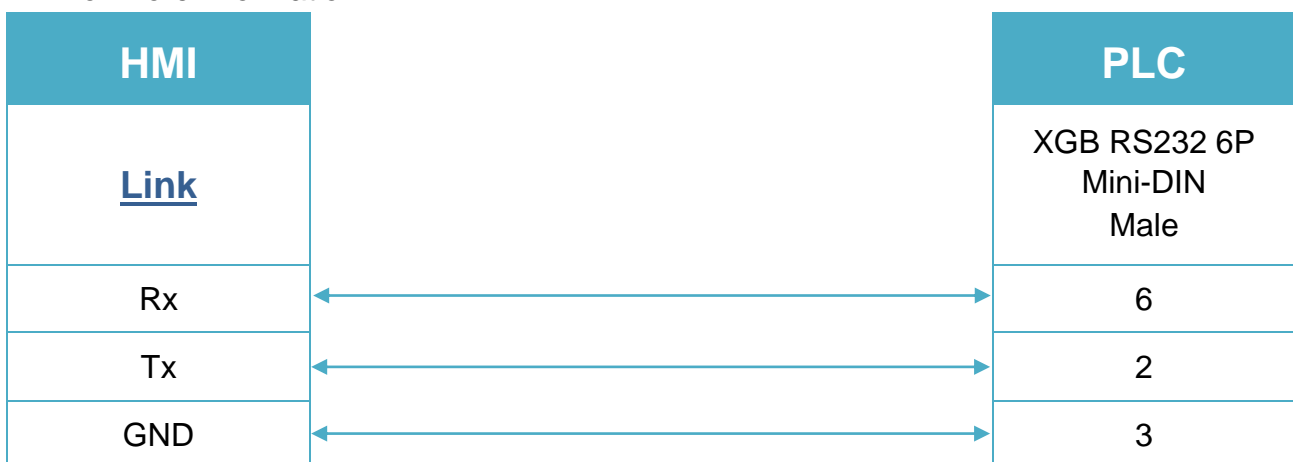 HMI
PLC
Link
XGB RS232 6P
Mini-DIN
Male
Rx
6
Tx
2
GND
3